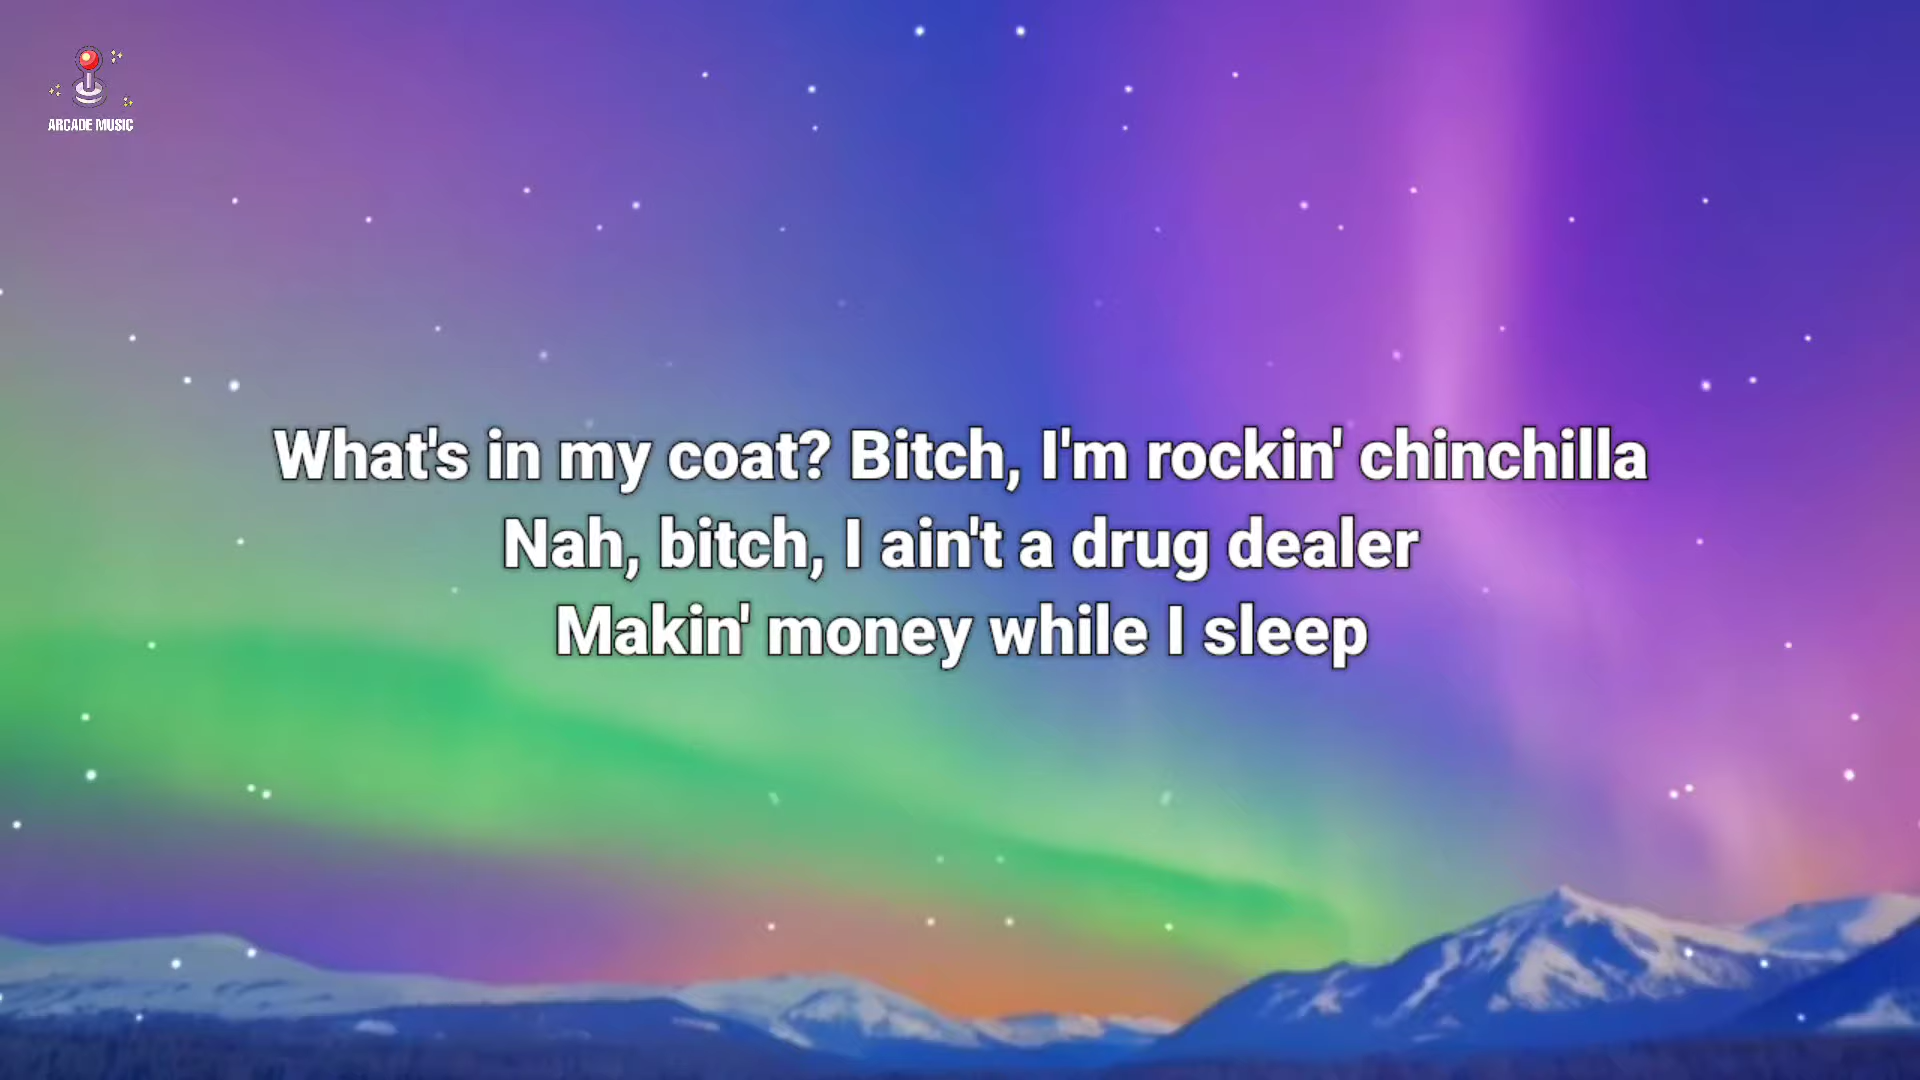 ARCADE MUSIC
What's in my coat? Bitch, I'm rockin' chinchilla
Nah, bitch, I ain't a drug dealer
Makin' money while I sleep